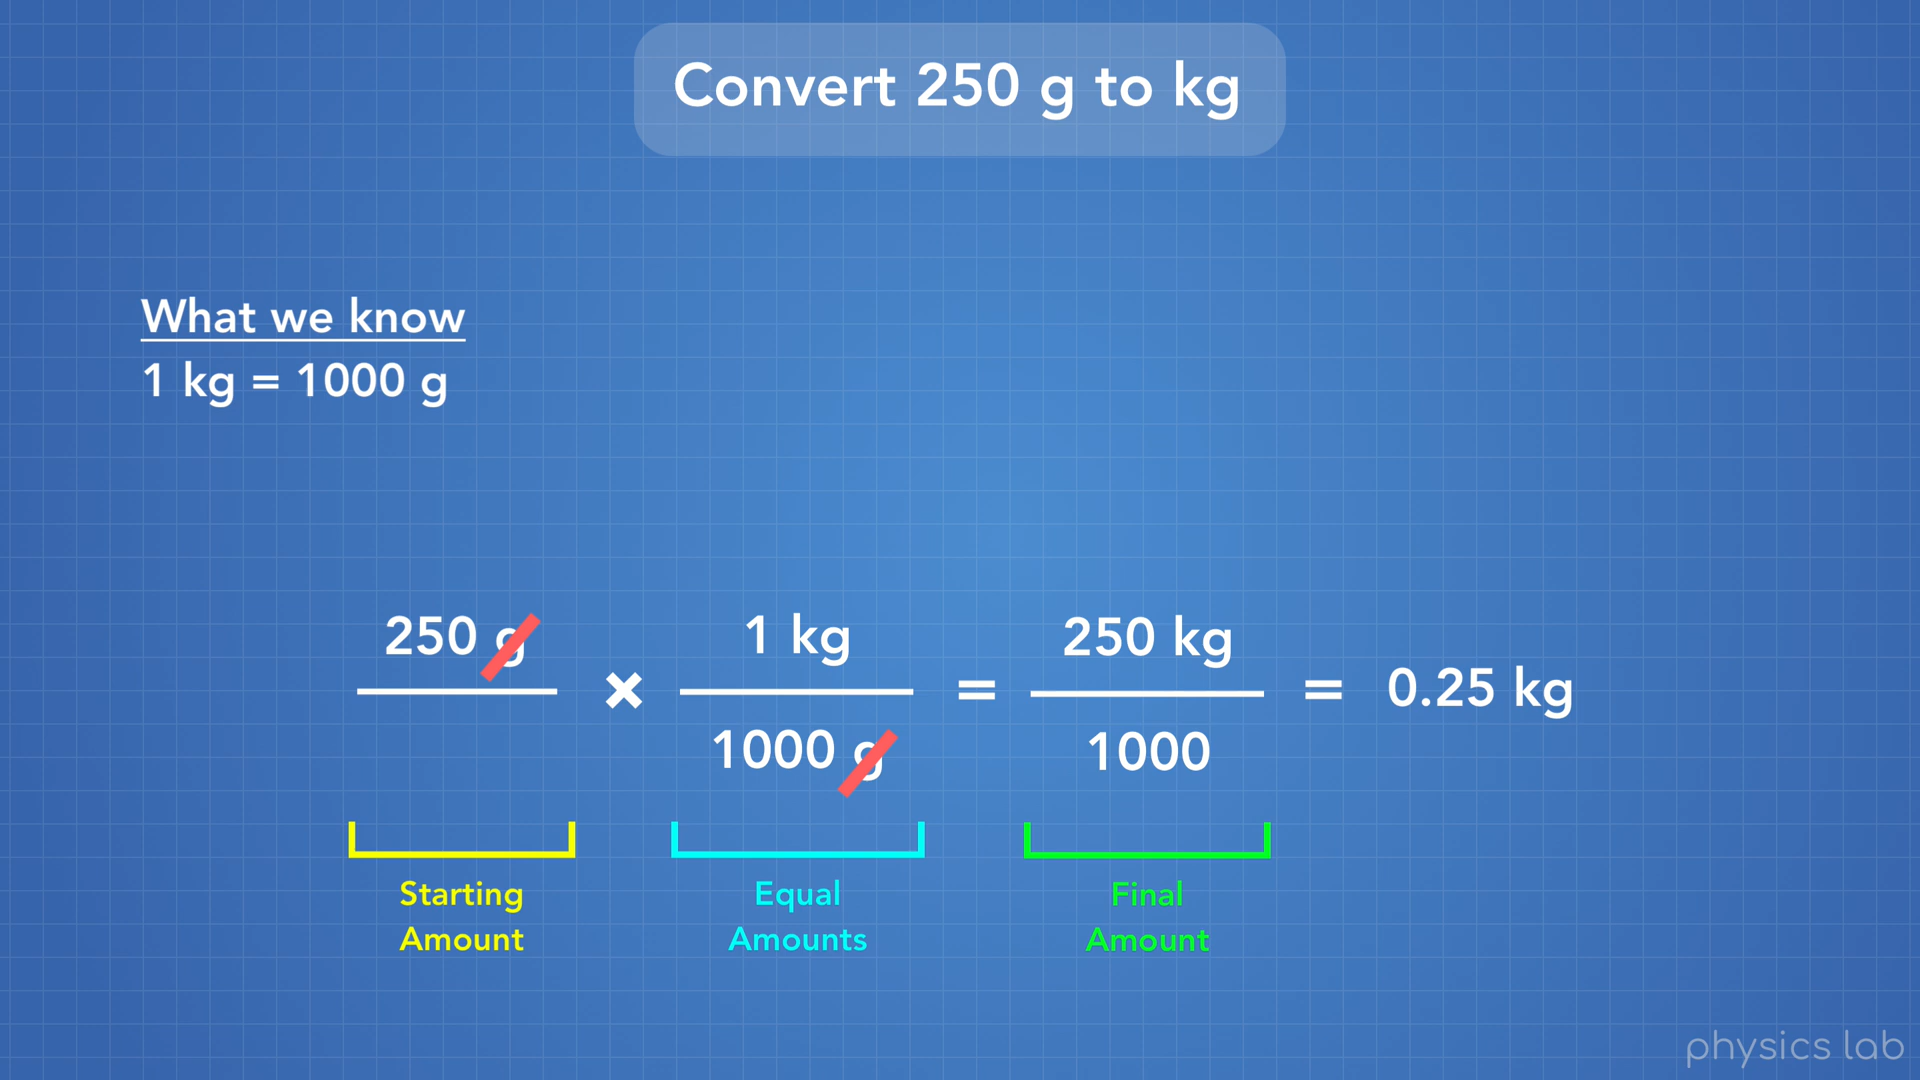 Convert 250 g to kg
What we know
1 kg = 1000 g
250 g × 1 kg = 250 kg = 0.25 kg
1000 g 1000
Starting Amount
Equal Amounts
Final Amount
physics lab